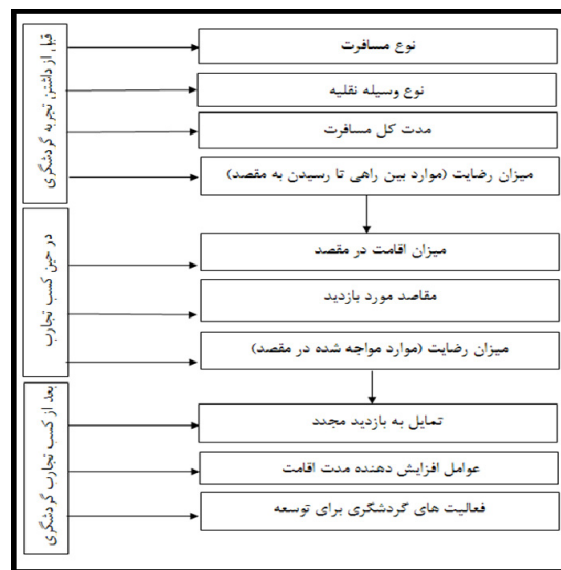 قبل از داشتن تجربه گردشگری
نوع مسافرت
نوع وسیله نقلیه
مدت کل مسافرت
میزان رضایت (موارد بین راهی تا رسیدن به مقصد)
در حین کسب تجارب
میزان اقامت در مقصد
مقاصد مورد بازدید
میزان رضایت (موارد مواجه شده در مقصد)
بعد از کسب تجارب گردشگری
تمایل به بازدید مجدد
عوامل افزایش دهنده مدت اقامت
فعالیت های گردشگری برای توسعه